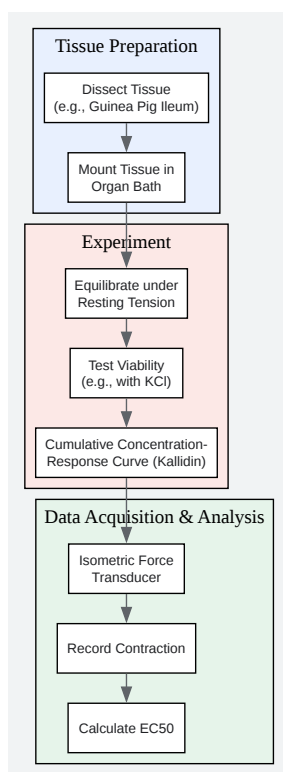 Tissue Preparation
Dissect Tissue
(e.g., Guinea Pig Ileum)
Mount Tissue in
Organ Bath
Experiment
Equilibrate under
Resting Tension
Test Viability
(e.g., with KCl)
Cumulative Concentration-
Response Curve (Kallidin)
Data Acquisition & Analysis
Isometric Force
Transducer
Record Contraction
Calculate EC50